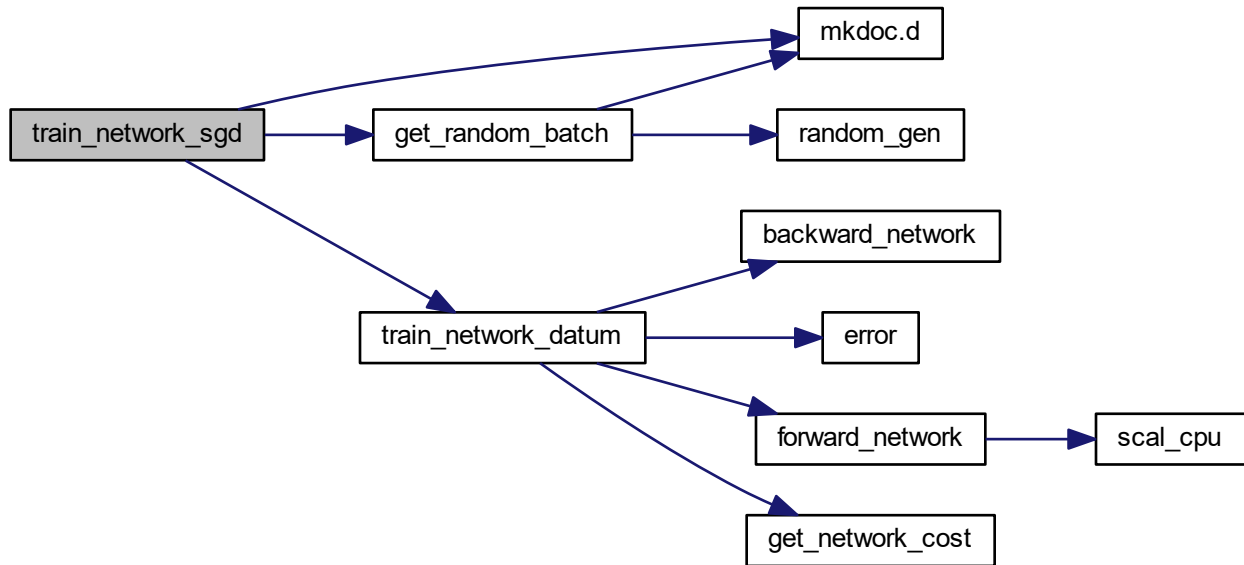 mkdoc.d
train_network_sgd
get_random_batch
random_gen
backward_network
train_network_datum
error
forward_network
scal_cpu
get_network_cost